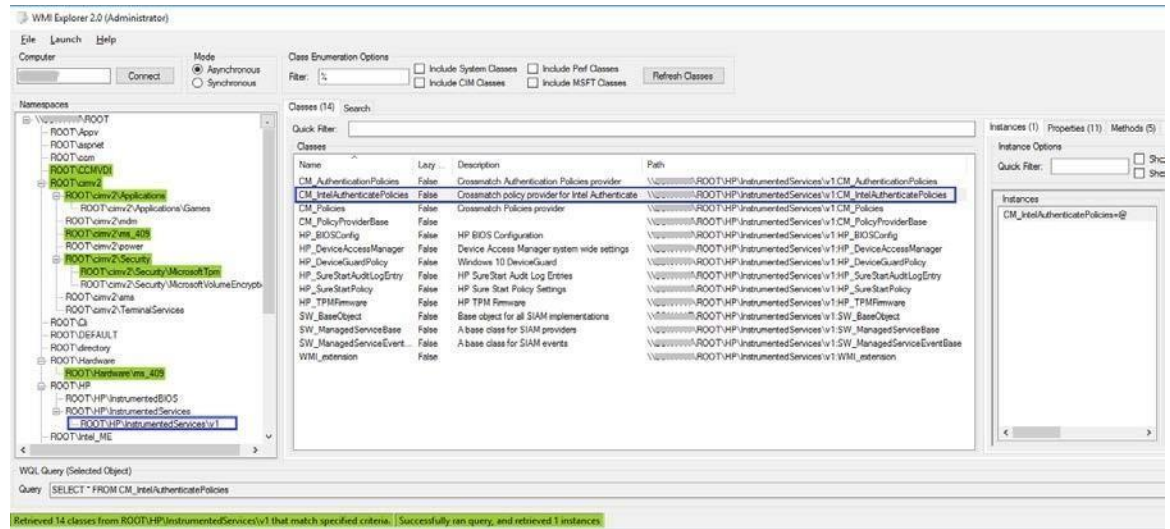 WMI Explorer 2.0 (Administrator)
File Launch Help
Computer
Connect
Mode
Asynchronous
Synchronous
Class Enumeration Options
Filter: %
Include System Classes
Include Perf Classes
Include CIM Classes
Include MSFT Classes
Refresh Classes
Namespaces
ROOT
ROOT\Appv
ROOT\aspnet
ROOT\ccm
ROOT\CCMVDI
ROOT\cimv2
ROOT\cimv2\Applications
ROOT\cimv2\Applications\Games
ROOT\cimv2\mdm
ROOT\cimv2\ms_409
ROOT\cimv2\power
ROOT\cimv2\Security
ROOT\cimv2\Security\MicrosoftTpm
ROOT\cimv2\Security\MicrosoftVolumeEncrypti
ROOT\cimv2\sms
ROOT\cimv2\TerminalServices
ROOT\Cli
ROOT\DEFAULT
ROOT\directory
ROOT\Hardware
ROOT\Hardware\ms_409
ROOT\HP
ROOT\HP\InstrumentedBIOS
ROOT\HP\InstrumentedServices
ROOT\HP\InstrumentedServices\v1
ROOT\Intel_ME
Classes (14) Search
Quick Filter:
Classes
Name Lazy ... Description Path
CM_AuthenticationPolicies False Crossmatch Authentication Policies provider \ROOT\HP\InstrumentedServices\v1:CM_AuthenticationPolicies
CM_IntelAuthenticatePolicies False Crossmatch policy provider for Intel Authenticate \ROOT\HP\InstrumentedServices\v1:CM_IntelAuthenticatePolicies
CM_Policies False Crossmatch Policies provider \ROOT\HP\InstrumentedServices\v1:CM_Policies
CM_PolicyProviderBase False \ROOT\HP\InstrumentedServices\v1:CM_PolicyProviderBase
HP_BIOSConfig False HP BIOS Configuration \ROOT\HP\InstrumentedServices\v1:HP_BIOSConfig
HP_DeviceAccessManager False Device Access Manager system wide settings \ROOT\HP\InstrumentedServices\v1:HP_DeviceAccessManager
HP_DeviceGuardPolicy False Windows 10 DeviceGuard \ROOT\HP\InstrumentedServices\v1:HP_DeviceGuardPolicy
HP_SureStartAuditLogEntry False HP SureStart Audit Log Entries \ROOT\HP\InstrumentedServices\v1:HP_SureStartAuditLogEntry
HP_SureStartPolicy False HP Sure Start Policy Settings \ROOT\HP\InstrumentedServices\v1:HP_SureStartPolicy
HP_TPMFirmware False HP TPM Firmware \ROOT\HP\InstrumentedServices\v1:HP_TPMFirmware
SW_BaseObject False Base object for all SIAM implementations \ROOT\HP\InstrumentedServices\v1:SW_BaseObject
SW_ManagedServiceBase False A base class for SIAM providers \ROOT\HP\InstrumentedServices\v1:SW_ManagedServiceBase
SW_ManagedServiceEvent... False A base class for SIAM events \ROOT\HP\InstrumentedServices\v1:SW_ManagedServiceEventBase
WMI_extension False \ROOT\HP\InstrumentedServices\v1:WMI_extension
Instances (1) Properties (11) Methods (5)
Instance Options
Quick Filter:
Instances
CM_IntelAuthenticatePolicies=@
WQL Query (Selected Object)
Query SELECT * FROM CM_IntelAuthenticatePolicies
Retrieved 14 classes from ROOT\HP\InstrumentedServices\v1 that match specified criteria. Successfully ran query, and retrieved 1 instances